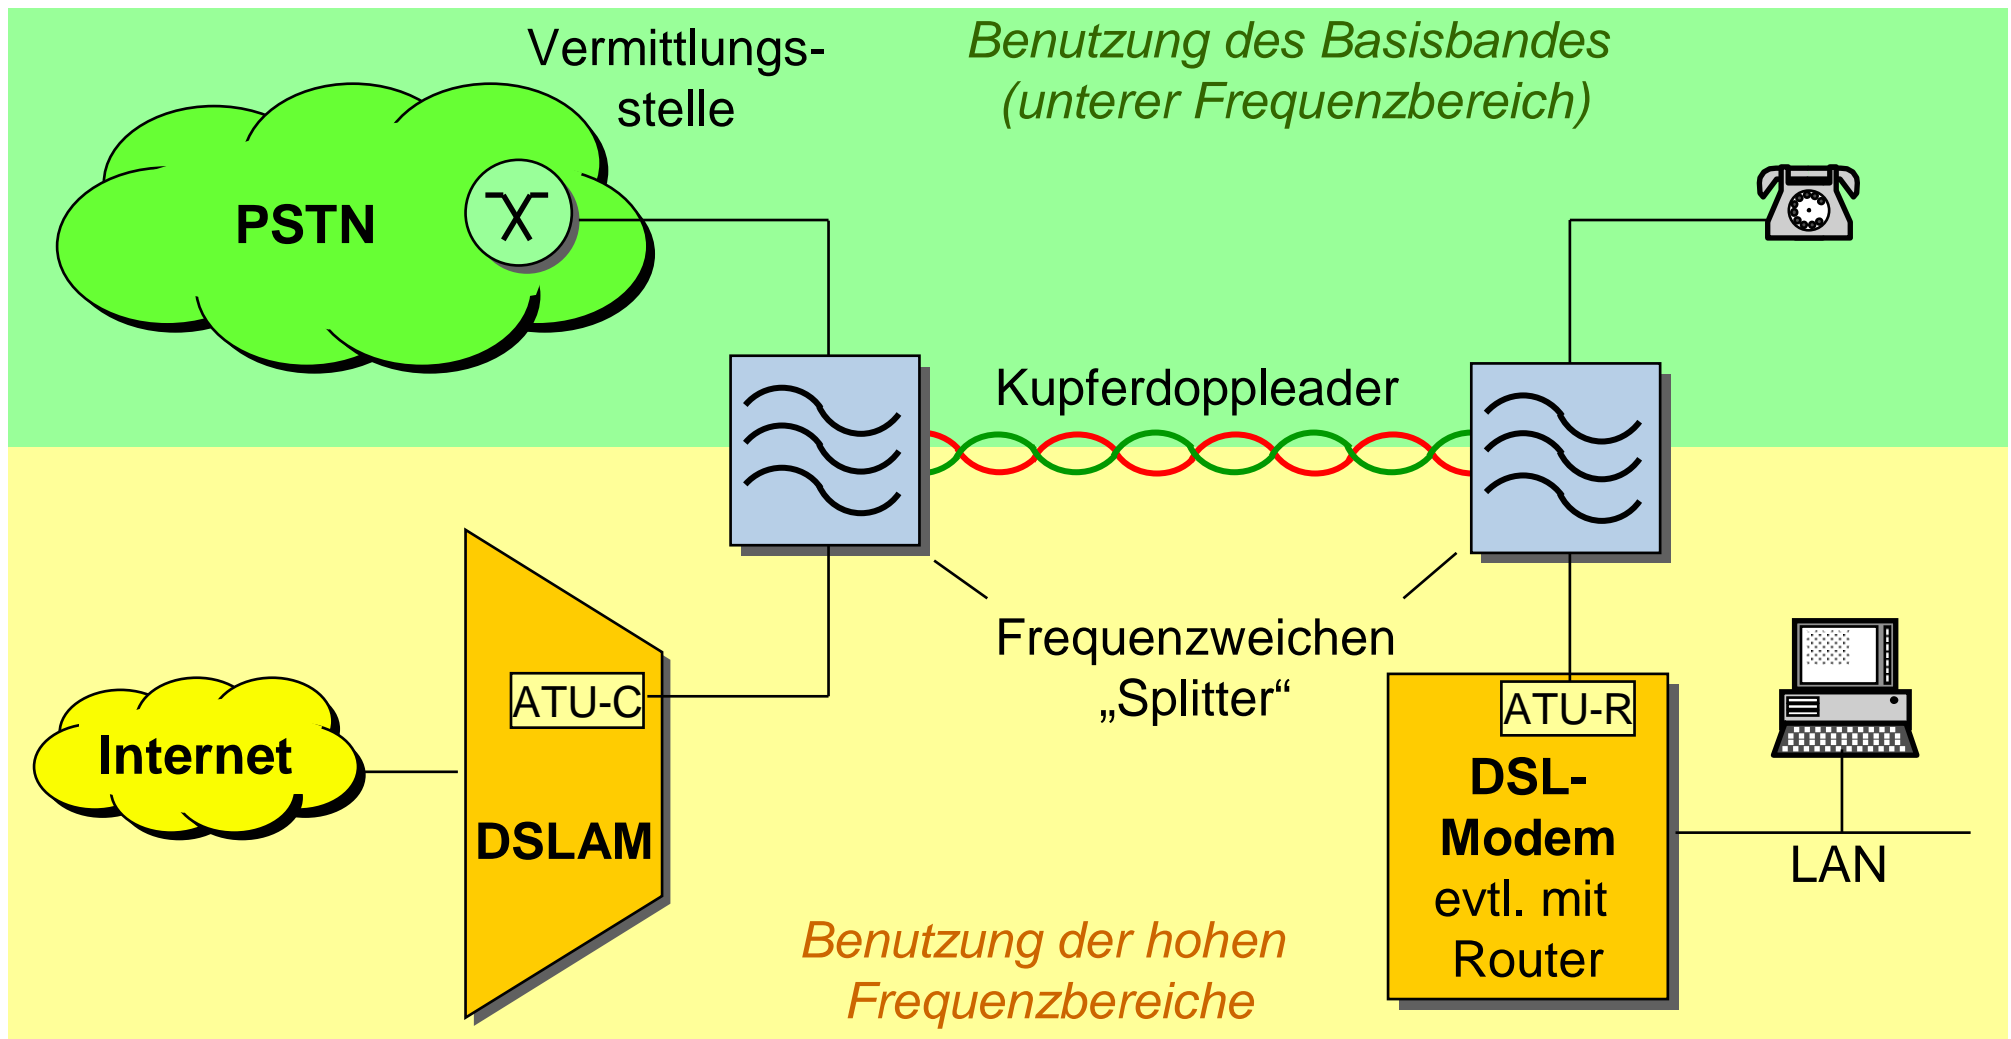 Vermittlungs-
stelle
Benutzung des Basisbandes
(unterer Frequenzbereich)
PSTN
Kupferdoppleader
Frequenzweichen
„Splitter“
ATU-C
ATU-R
Internet
DSLAM
DSL-
Modem
evtl. mit
Router
LAN
Benutzung der hohen
Frequenzbereiche